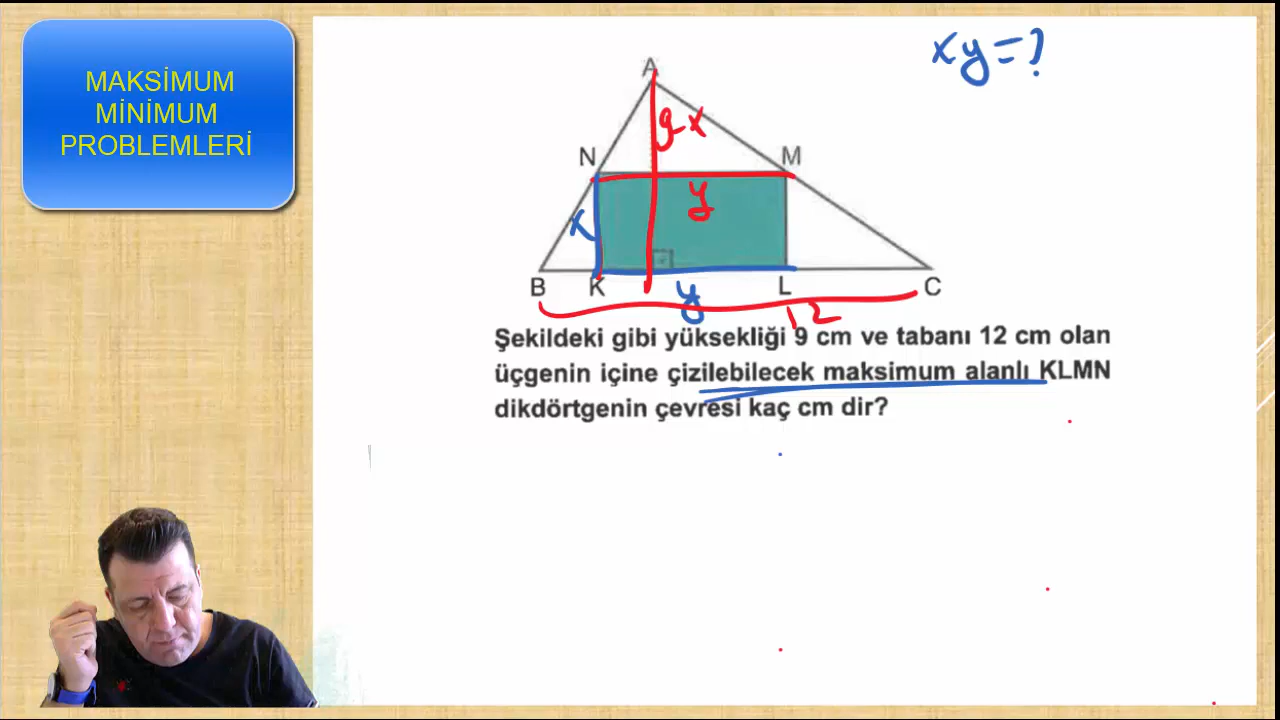 MAKSİMUM
MİNİMUM
PROBLEMLERİ
xy=?
A
9-x
N
M
y
x
B
K
y
L
C
12
Şekildeki gibi yüksekliği 9 cm ve tabanı 12 cm olan
üçgenin içine çizilebilecek maksimum alanlı KLMN
dikdörtgenin çevresi kaç cm dir?